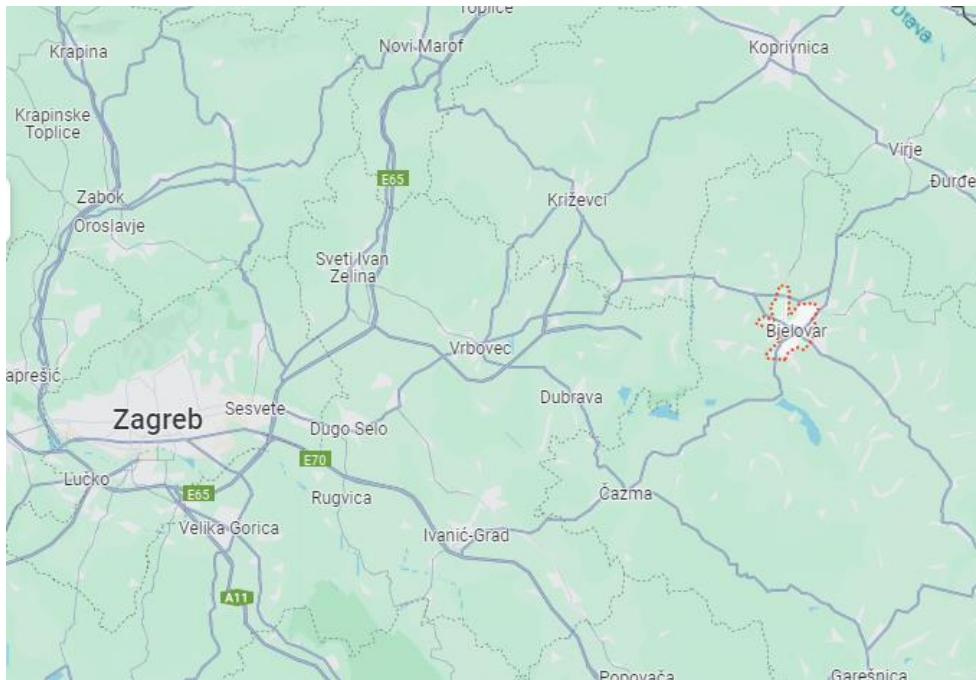 Toplice
Drava
Novi Marof
Koprivnica
Krapina
Krapinske
Toplice
Virje
E65
Đurđe
Zabok
Križevci
Oroslavje
Sveti Ivan
Zelina
Bjelovar
Vrbovec
aprešić
Dubrava
Sesvete
Zagreb
Dugo Selo
E70
Lučko
E65
Rugvica
Čazma
Velika Gorica
Ivanić-Grad
A11
Popovača
Garešnica